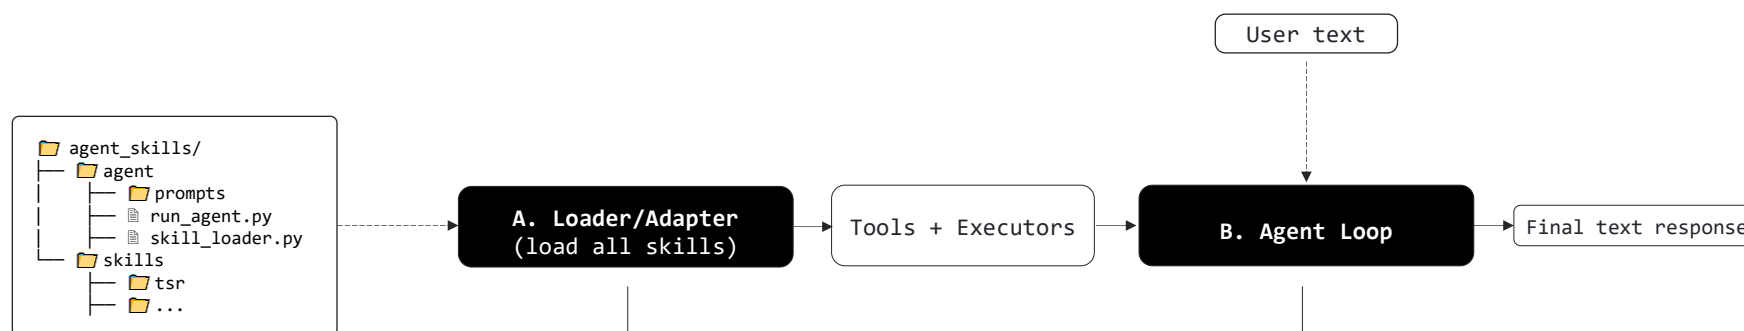 User text
agent_skills/
agent
prompts
run_agent.py
skill_loader.py
skills
tsr
...
A. Loader/Adapter
(load all skills)
Tools + Executors
B. Agent Loop
Final text response